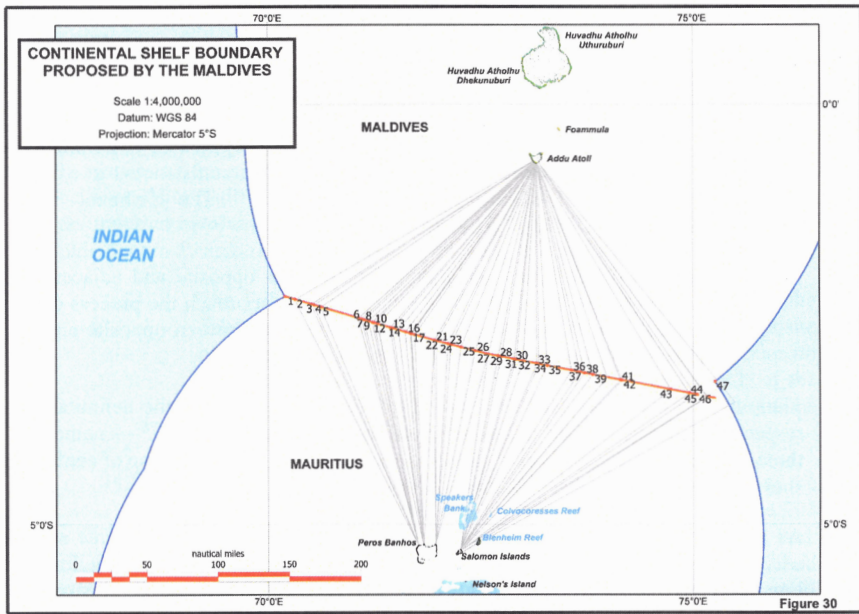 70°0'E
75°0'E
CONTINENTAL SHELF BOUNDARY
PROPOSED BY THE MALDIVES
Scale 1:4,000,000
Datum: WGS 84
Projection: Mercator 5°S
Huvadhu Atholhu
Uthuruburi
Huvadhu Atholhu
Dhekunuburi
0°0'
MALDIVES
Foammula
Addu Atoll
INDIAN
OCEAN
1 2 3 4 5 6 7 8 9 10 12 13 14 16 17 21 22 23 24 25 26 27 28 29 30 31 32 33 34 35 36 37 38 39 41 42 43 44 45 46 47
MAURITIUS
Speakers
Bank
Colvocoresses Reef
5°0'S
5°0'S
Peros Banhos
Blenheim Reef
Salomon Islands
nautical miles
0 50 100 150 200
Nelson's Island
70°0'E
75°0'E
Figure 30